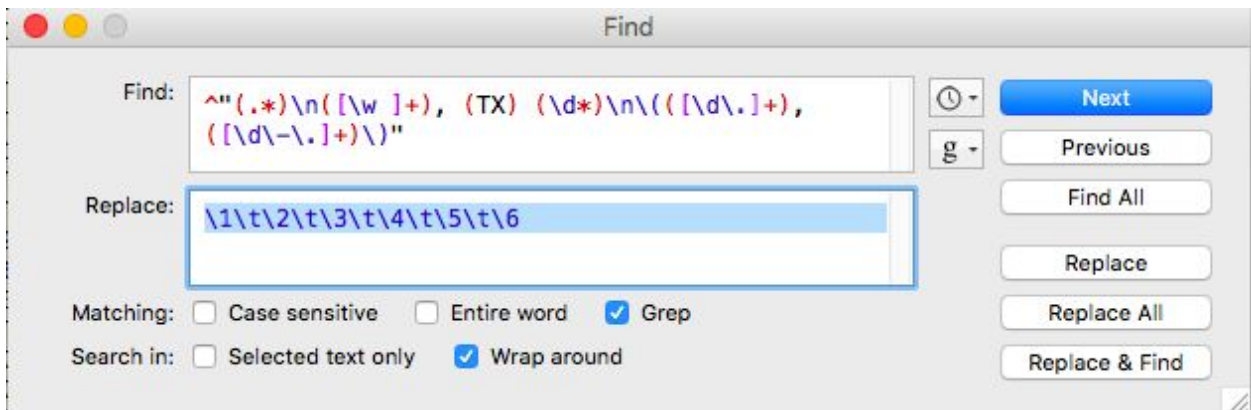 Find
Find:
^"(.*)\n([\w ]+), (TX) (\d*)\n\(([\d\.]+),
([\d\-\.]+)\)"
g
Next
Previous
Find All
Replace:
\1\t\2\t\3\t\4\t\5\t\6
Replace
Matching: Case sensitive Entire word Grep
Replace All
Search in: Selected text only Wrap around
Replace & Find